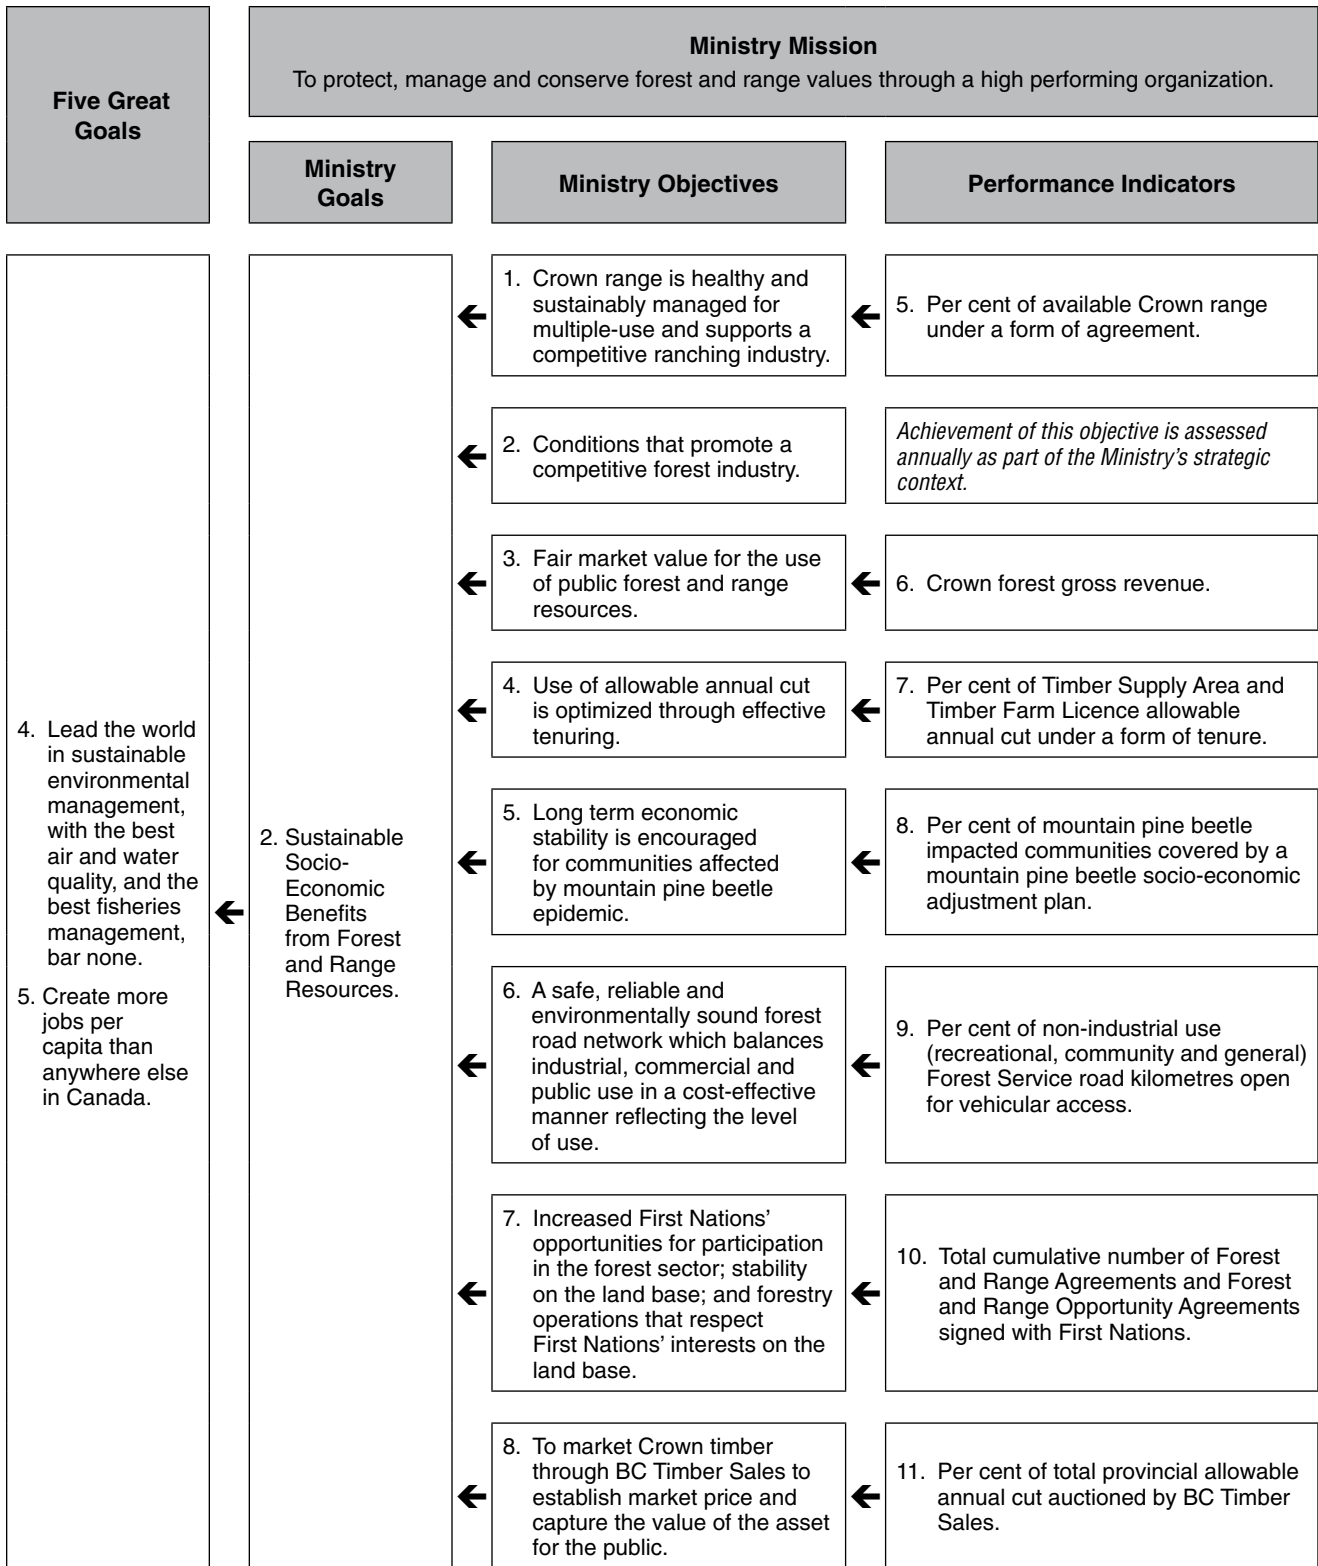 Five Great
Goals
Ministry Mission
To protect, manage and conserve forest and range values through a high performing organization.
Ministry
Goals
Ministry Objectives
Performance Indicators
4. Lead the world
in sustainable
environmental
management,
with the best
air and water
quality, and the
best fisheries
management,
bar none.
5. Create more
jobs per
capita than
anywhere else
in Canada.
2. Sustainable
Socio-
Economic
Benefits
from Forest
and Range
Resources.
1. Crown range is healthy and
sustainably managed for
multiple-use and supports a
competitive ranching industry.
5. Per cent of available Crown range
under a form of agreement.
2. Conditions that promote a
competitive forest industry.
Achievement of this objective is assessed
annually as part of the Ministry's strategic
context.
3. Fair market value for the use
of public forest and range
resources.
6. Crown forest gross revenue.
4. Use of allowable annual cut
is optimized through effective
tenuring.
7. Per cent of Timber Supply Area and
Timber Farm Licence allowable
annual cut under a form of tenure.
5. Long term economic
stability is encouraged
for communities affected
by mountain pine beetle
epidemic.
8. Per cent of mountain pine beetle
impacted communities covered by a
mountain pine beetle socio-economic
adjustment plan.
6. A safe, reliable and
environmentally sound forest
road network which balances
industrial, commercial and
public use in a cost-effective
manner reflecting the level
of use.
9. Per cent of non-industrial use
(recreational, community and general)
Forest Service road kilometres open
for vehicular access.
7. Increased First Nations'
opportunities for participation
in the forest sector; stability
on the land base; and forestry
operations that respect
First Nations' interests on the
land base.
10. Total cumulative number of Forest
and Range Agreements and Forest
and Range Opportunity Agreements
signed with First Nations.
8. To market Crown timber
through BC Timber Sales to
establish market price and
capture the value of the asset
for the public.
11. Per cent of total provincial allowable
annual cut auctioned by BC Timber
Sales.